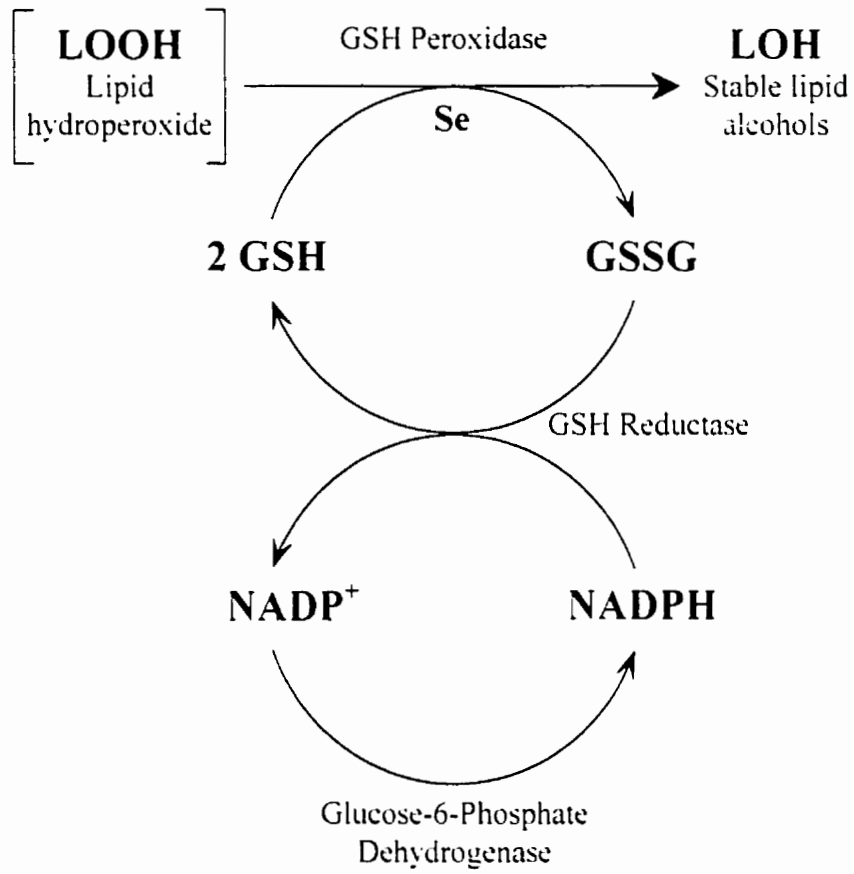 LOOH
Lipid
hydroperoxide
GSH Peroxidase
Se
LOH
Stable lipid
alcohols
2 GSH
GSSG
GSH Reductase
NADP⁺
NADPH
Glucose-6-Phosphate
Dehydrogenase